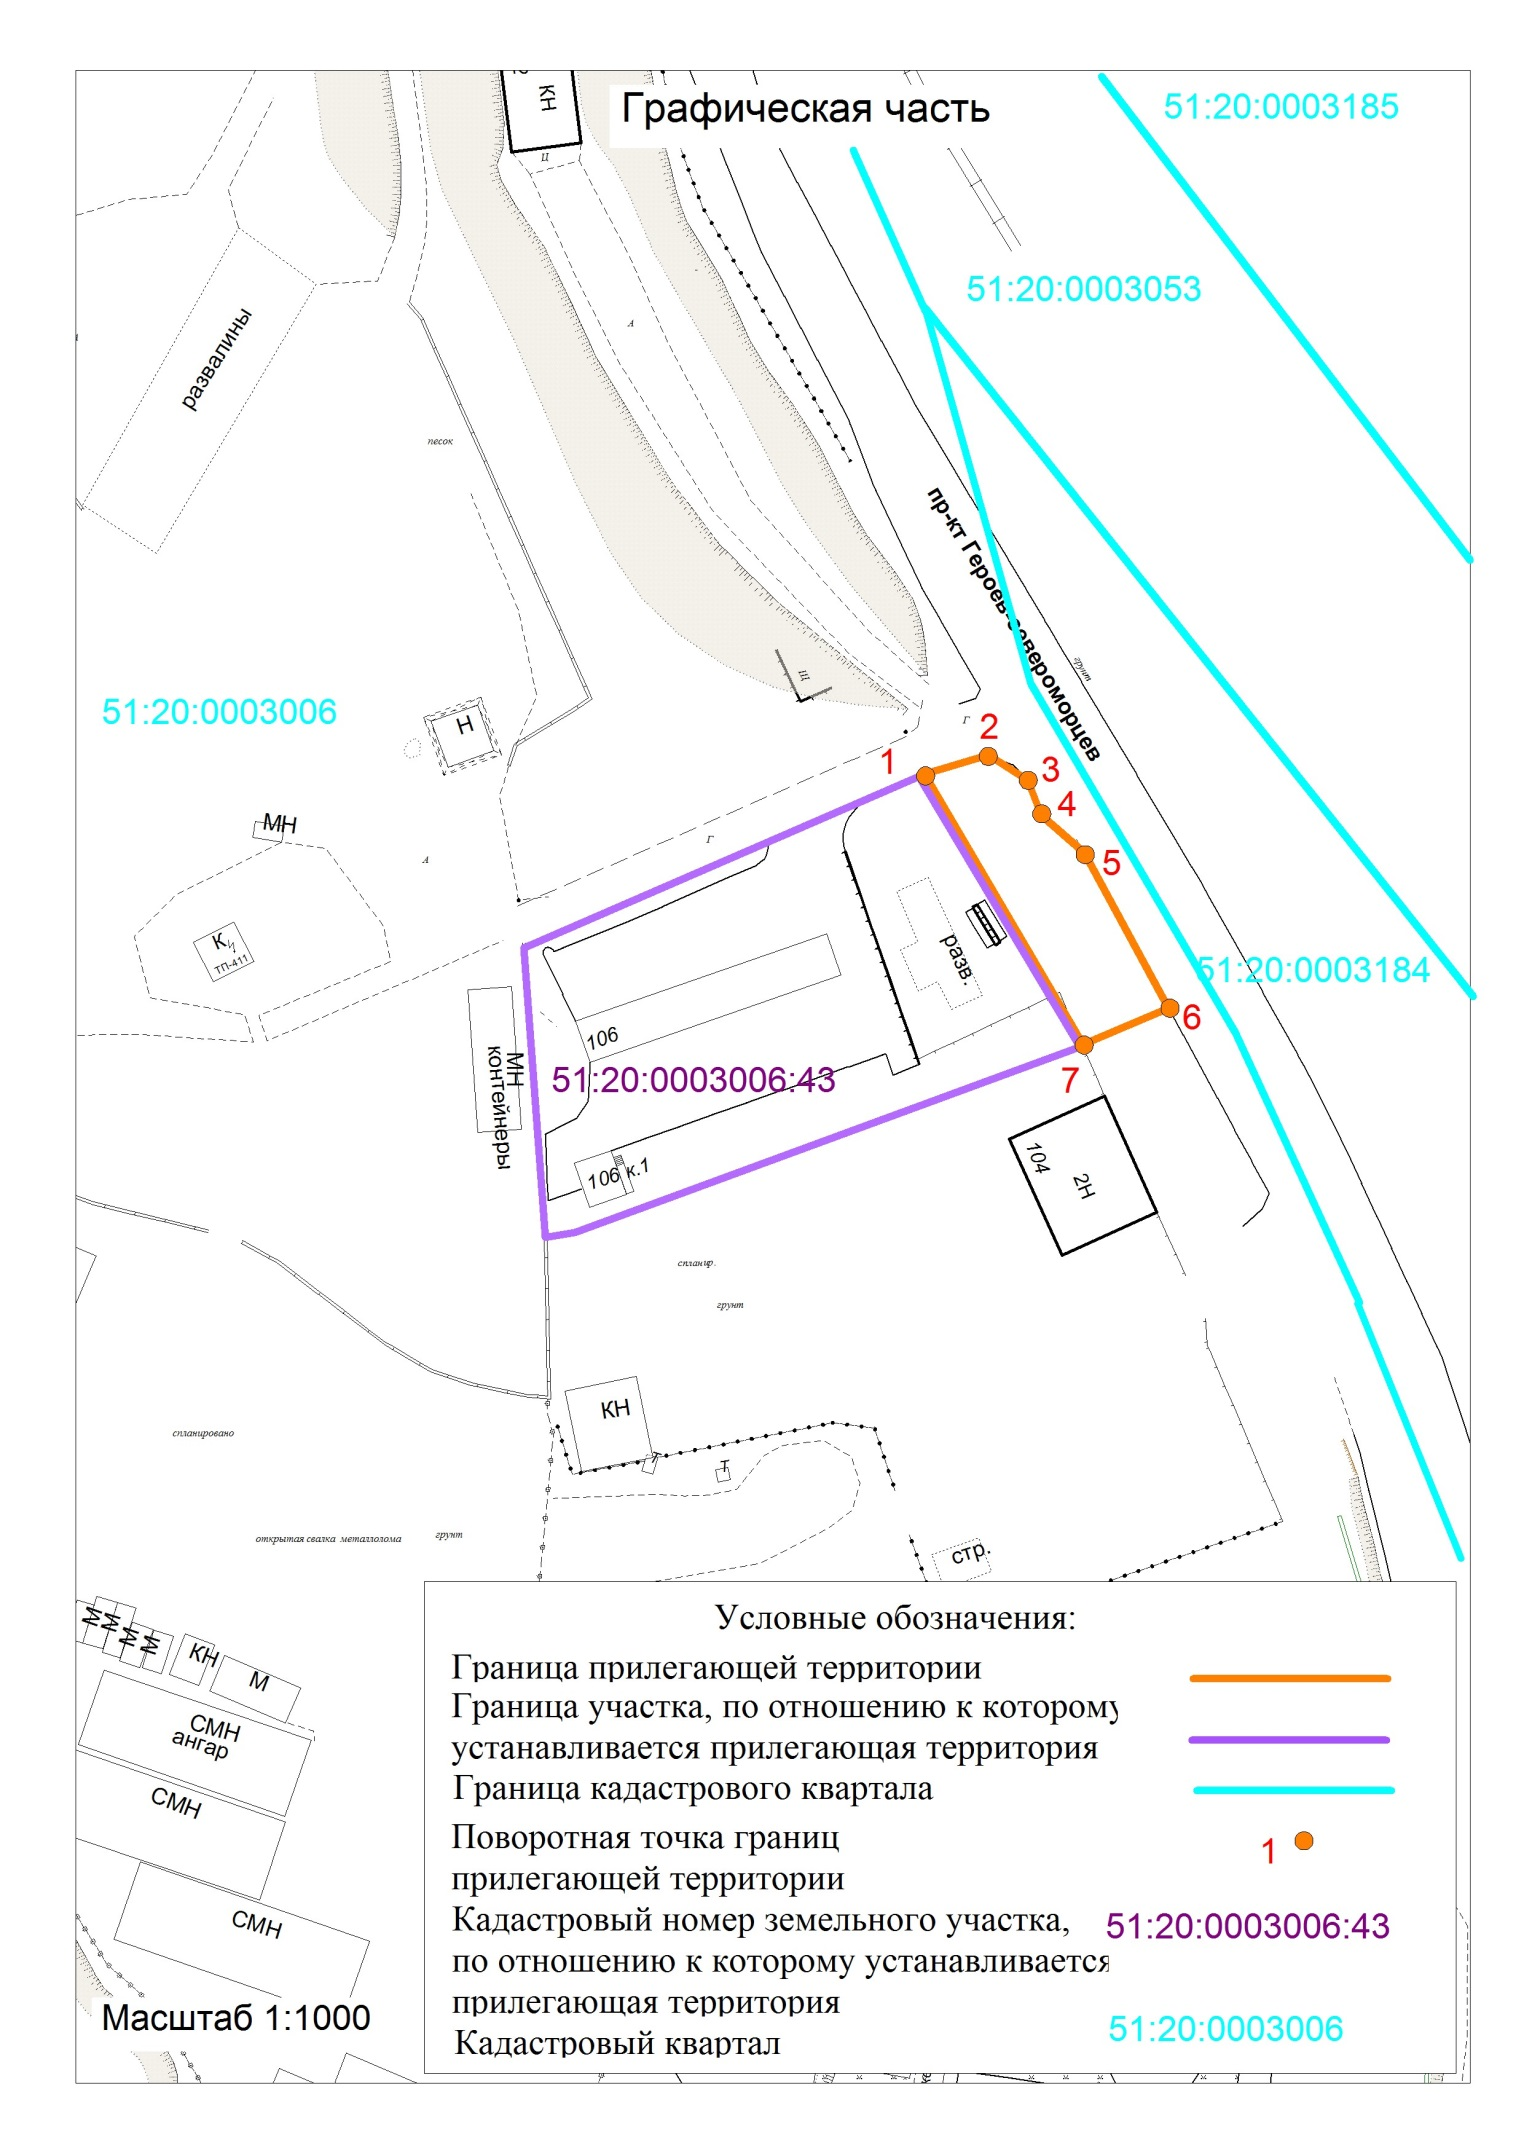 КН
Графическая часть
51:20:0003185
Ц
51:20:0003053
А
развалины
песок
пр-кт Героев-Североморцев
грунт
Щ
51:20:0003006
Н
Г
2
1
3
4
5
МН
А
Г
К
ТП-411
разв.
51:20:0003184
6
106
МН
контейнеры
51:20:0003006:43
7
104
2Н
106 к.1
спланир.
грунт
КН
Т
Т
спланировано
открытая свалка металлолома
грунт
стр.
М
М
М
М
КН
М
СМН
ангар
СМН
СМН
Масштаб 1:1000
Условные обозначения:
Граница прилегающей территории
Граница участка, по отношению к которому
устанавливается прилегающая территория
Граница кадастрового квартала
Поворотная точка границ
прилегающей территории
1
Кадастровый номер земельного участка,
по отношению к которому устанавливается
прилегающая территория
51:20:0003006:43
Кадастровый квартал
51:20:0003006